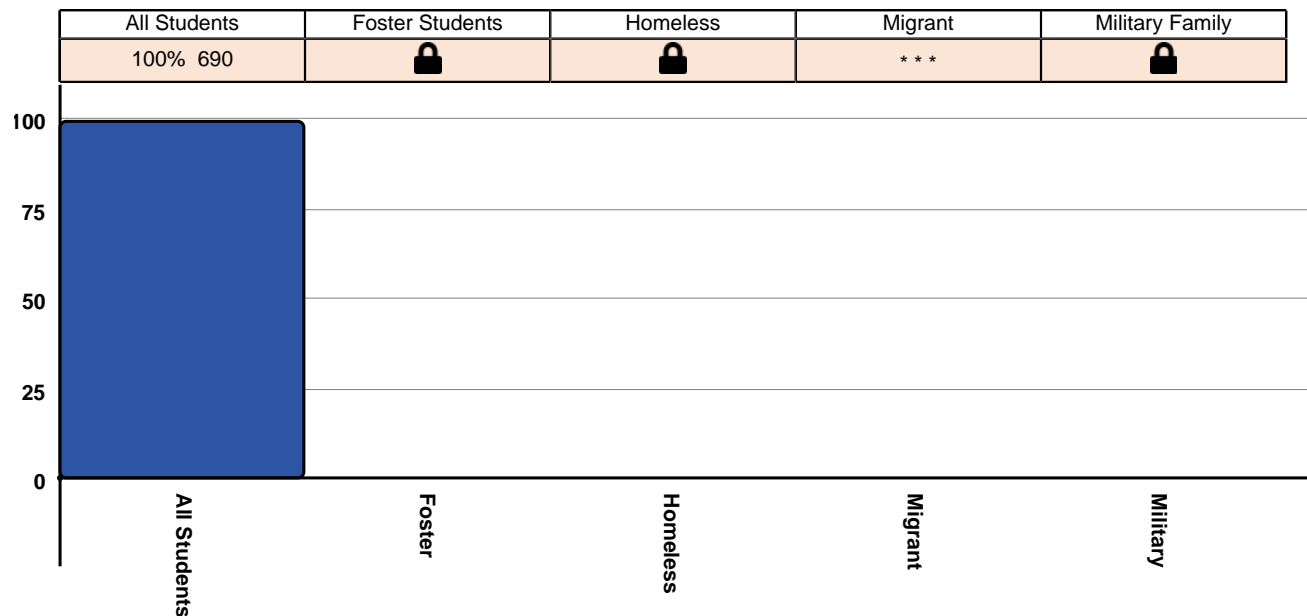 All Students Foster Students Homeless Migrant Military Family
100% 690 * * *
100
75
50
25
0
All Students
Foster
Homeless
Migrant
Military